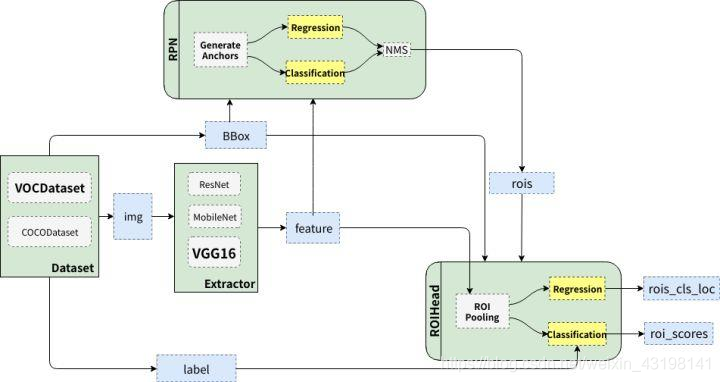 RPN
Generate
Anchors
Regression
Classification
NMS
BBox
VOCDataset
COCODataset
Dataset
img
ResNet
MobileNet
VGG16
Extractor
feature
rois
ROIHead
ROI
Pooling
Regression
Classification
rois_cls_loc
roi_scores
label
https://blog.csdn.net/weixin_43198141